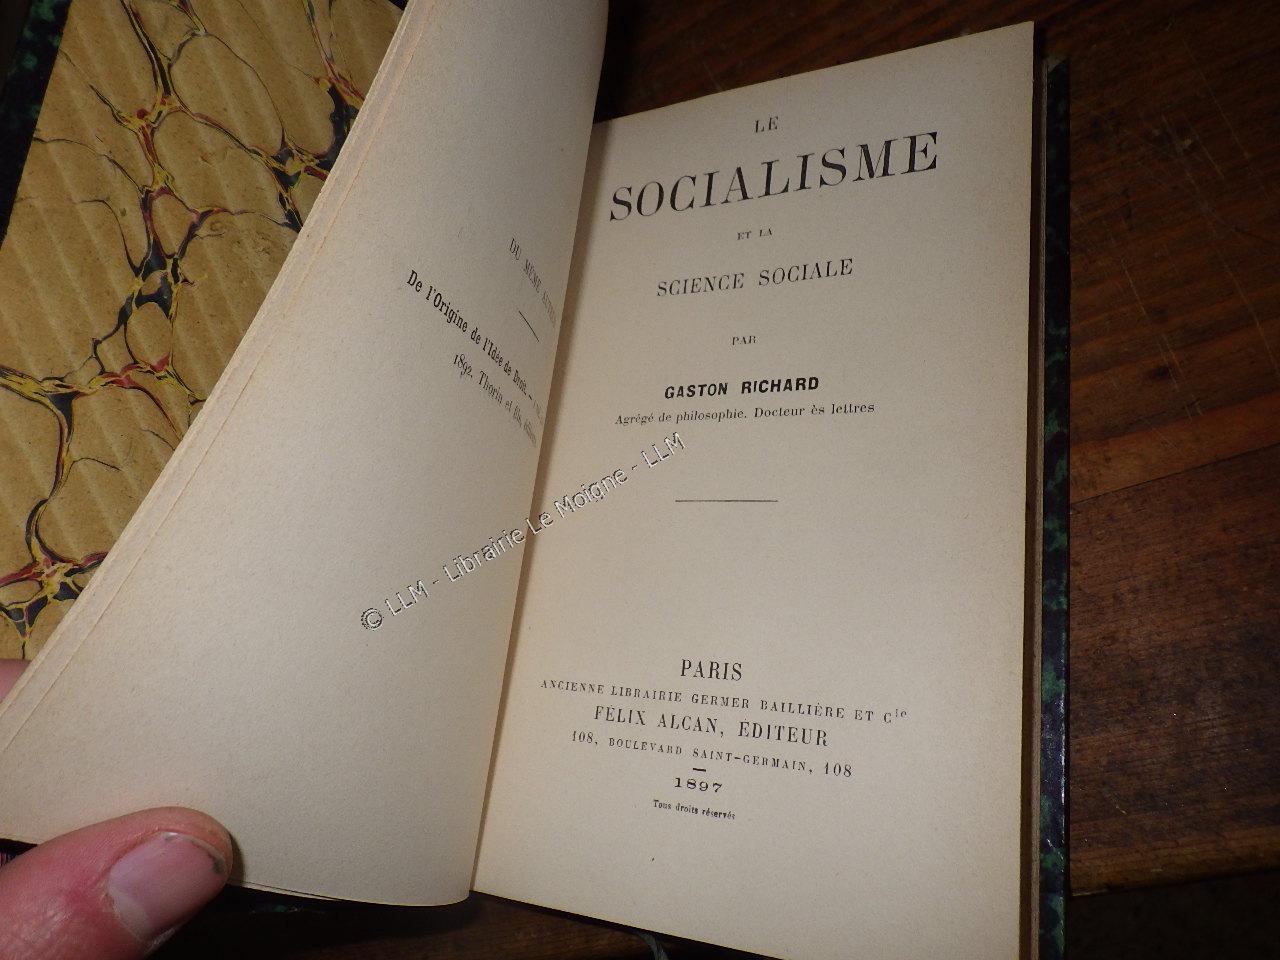 DU MÊME AUTEUR
De l'Origine de l'Idée de Droit. —
1892. Thorin et fils, éditeurs
LE
SOCIALISME
ET LA
SCIENCE SOCIALE
PAR
GASTON RICHARD
Agrégé de philosophie. Docteur ès lettres
PARIS
ANCIENNE LIBRAIRIE GERMER BAILLIÈRE ET Cie
FÉLIX ALCAN, ÉDITEUR
108, BOULEVARD SAINT-GERMAIN, 108
1897
Tous droits réservés
© LLM - Librairie Le Moigne - LLM